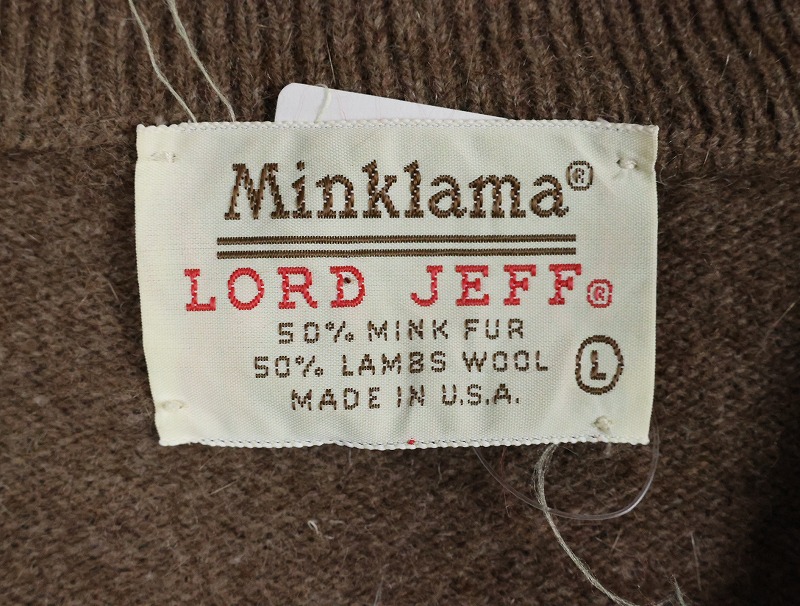 Minklama®
LORD JEFF®
50% MINK FUR
50% LAMBS WOOL
L
MADE IN U.S.A.